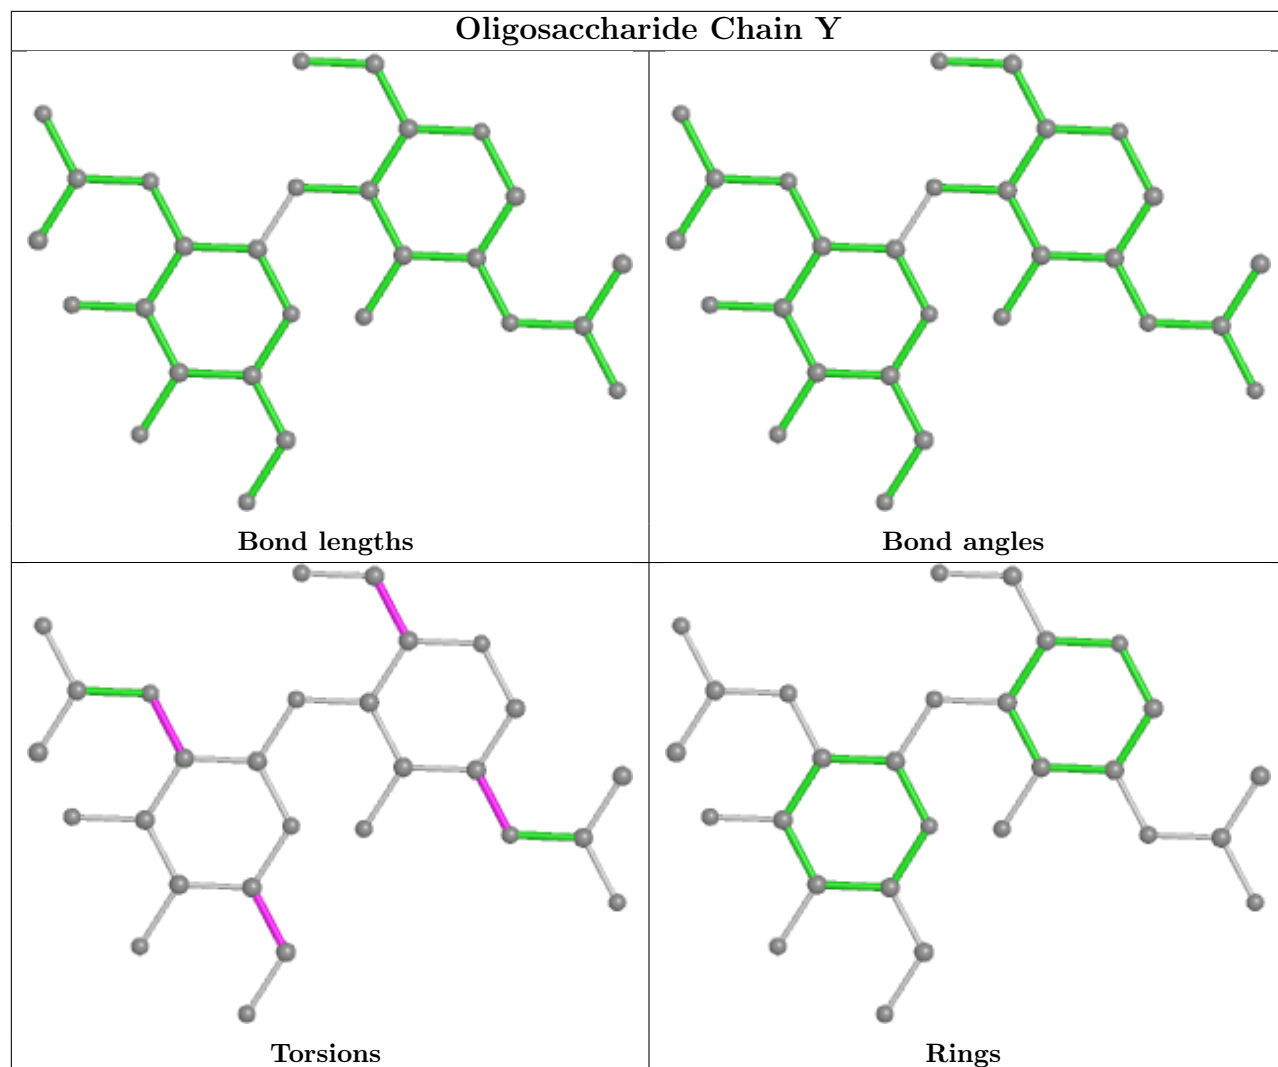 Oligosaccharide Chain Y
Bond lengths
Bond angles
Torsions
Rings